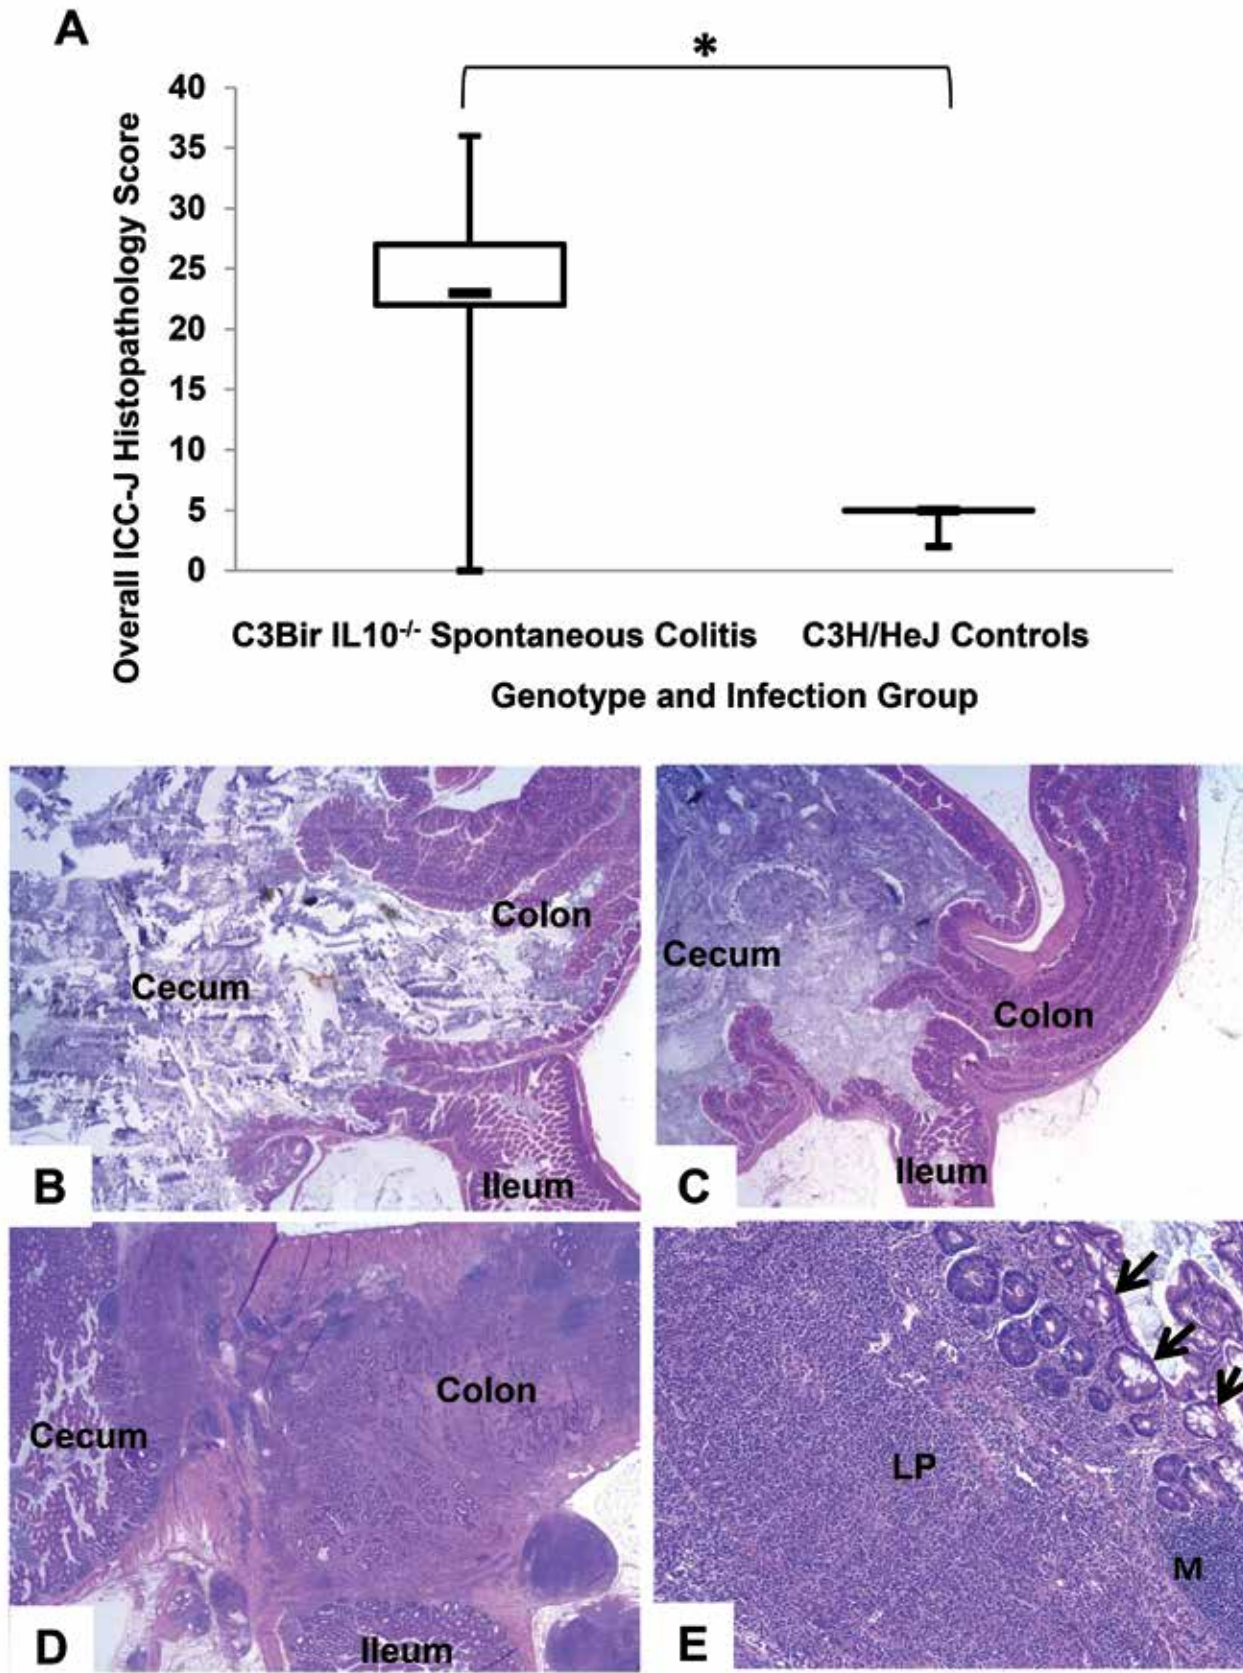 A
*
Overall ICC-J Histopathology Score
40
35
30
25
20
15
10
5
0
C3Bir IL10-/- Spontaneous Colitis
C3H/HeJ Controls
Genotype and Infection Group
Colon
Cecum
Ileum
B
Cecum
Colon
Ileum
C
Colon
Cecum
Ileum
D
LP
M
E